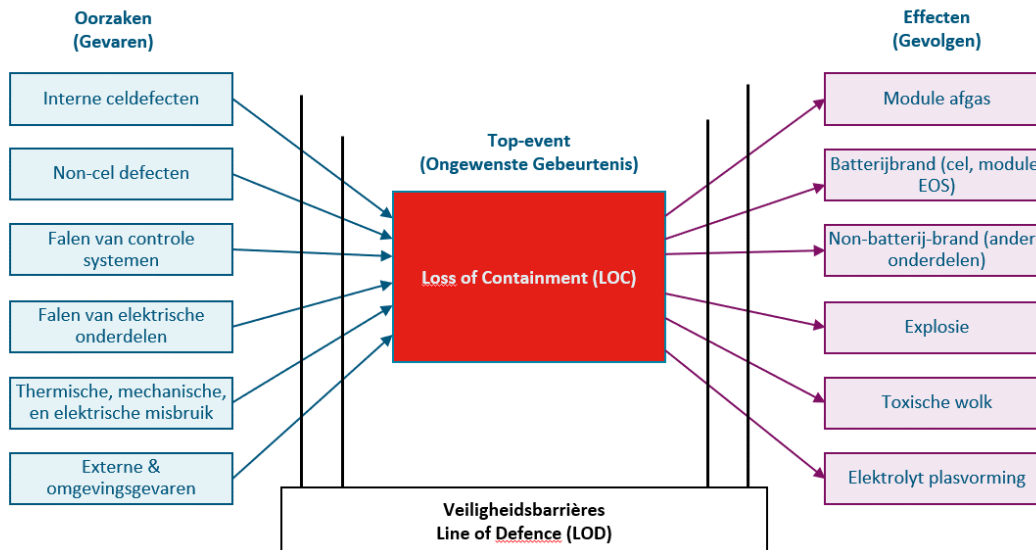 Oorzaken
(Gevaren)
Interne celdefecten
Non-cel defecten
Falen van controle
systemen
Falen van elektrische
onderdelen
Thermische, mechanische,
en elektrische misbruik
Externe &
omgevingsgevaren
Top-event
(Ongewenste Gebeurtenis)
Loss of Containment (LOC)
Veiligheidsbarrières
Line of Defence (LOD)
Effecten
(Gevolgen)
Module afgas
Batterijbrand (cel, module
EOS)
Non-batterij-brand (ander
onderdelen)
Explosie
Toxische wolk
Elektrolyt plasvorming